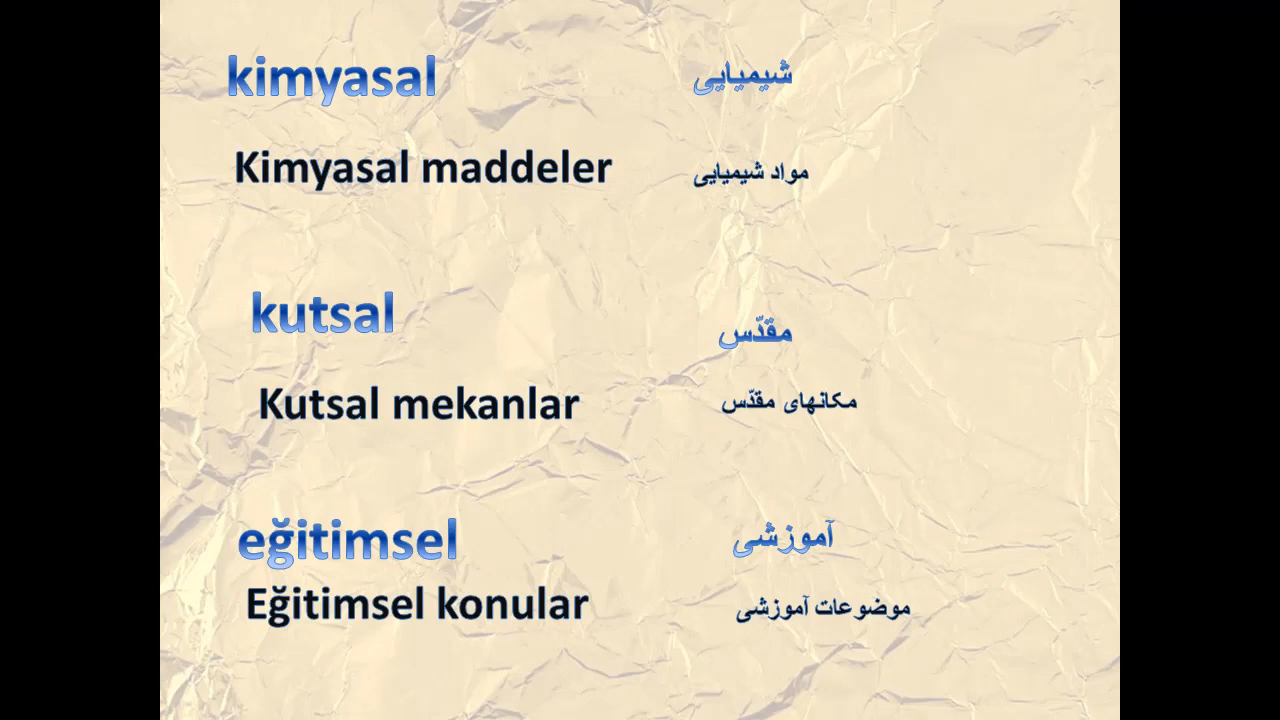 kimyasal شیمیایی
Kimyasal maddeler مواد شیمیایی
kutsal مقدّس
Kutsal mekanlar مکانهای مقدّس
eğitimsel آموزشی
Eğitimsel konular موضوعات آموزشی